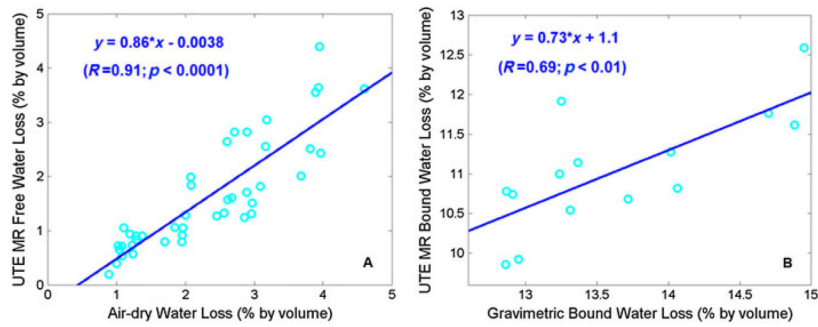 y = 0.86*x - 0.0038
(R=0.91; p < 0.0001)
UTE MR Free Water Loss (% by volume)
5
4
3
2
1
0
0 1 2 3 4 5
A
Air-dry Water Loss (% by volume)
y = 0.73*x + 1.1
(R=0.69; p < 0.01)
UTE MR Bound Water Loss (% by volume)
13
12.5
12
11.5
11
10.5
10
13 13.5 14 14.5 15
B
Gravimetric Bound Water Loss (% by volume)